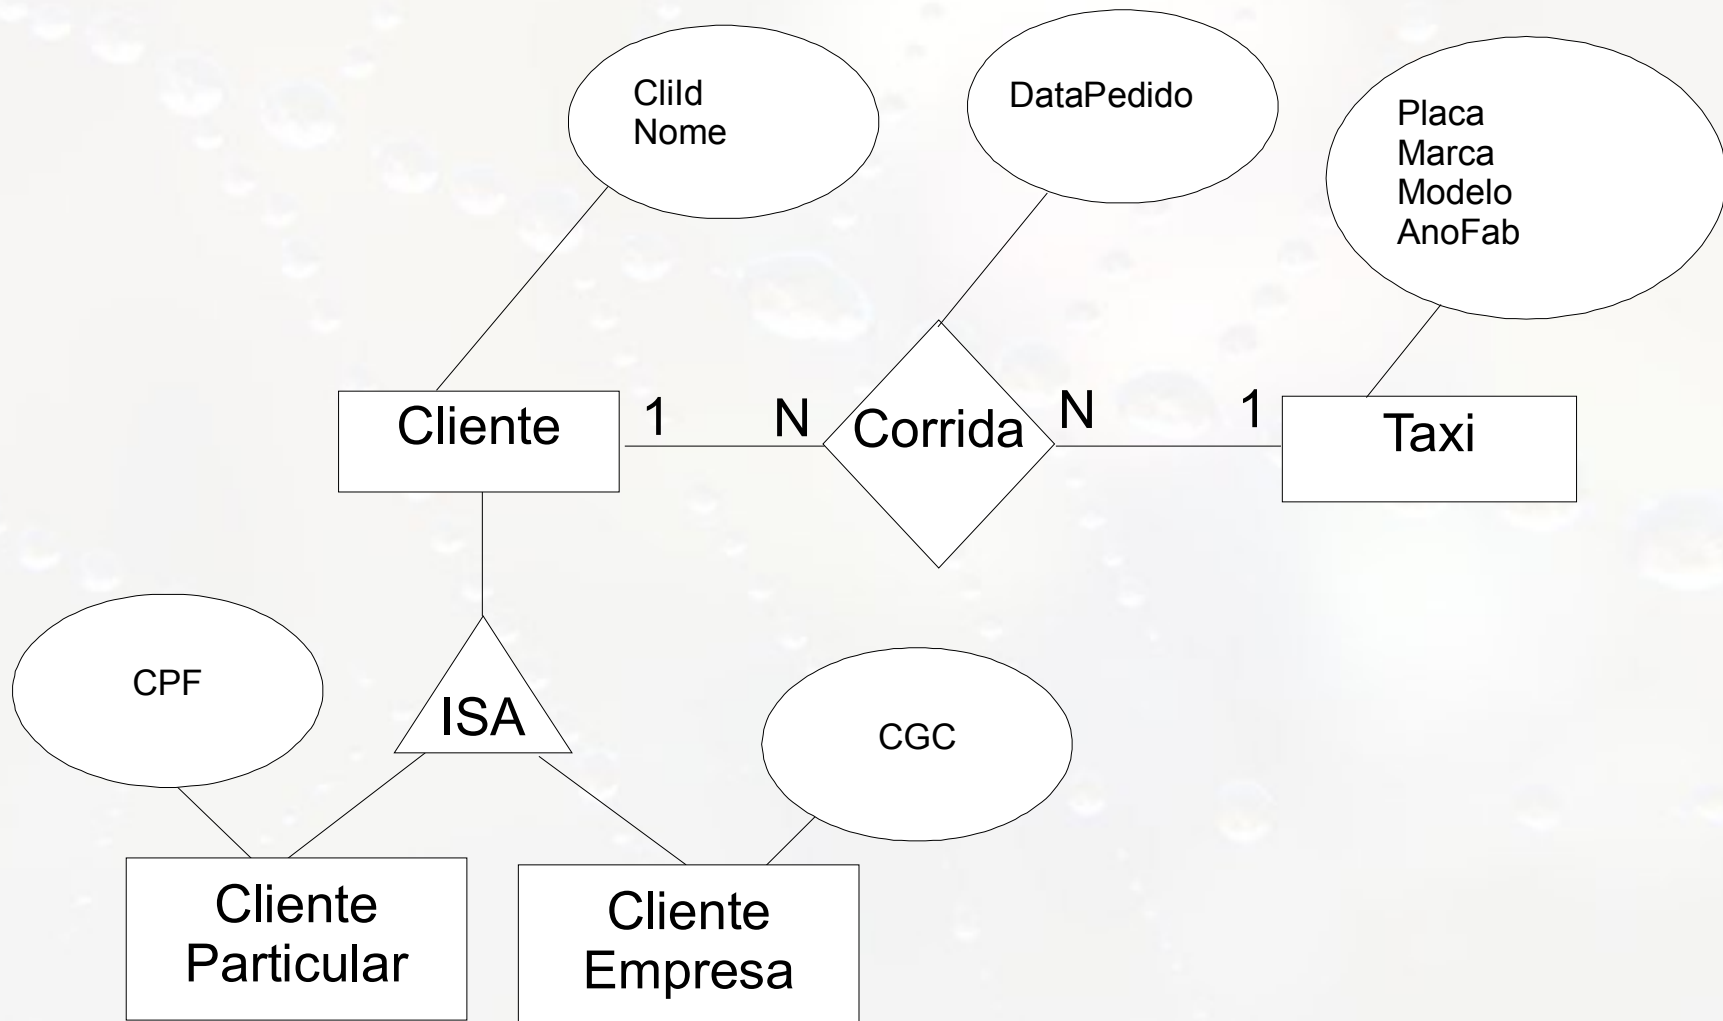 CliId
Nome
DataPedido
Placa
Marca
Modelo
AnoFab
Cliente
1
N
Corrida
N
1
Taxi
CPF
ISA
CGC
Cliente
Particular
Cliente
Empresa